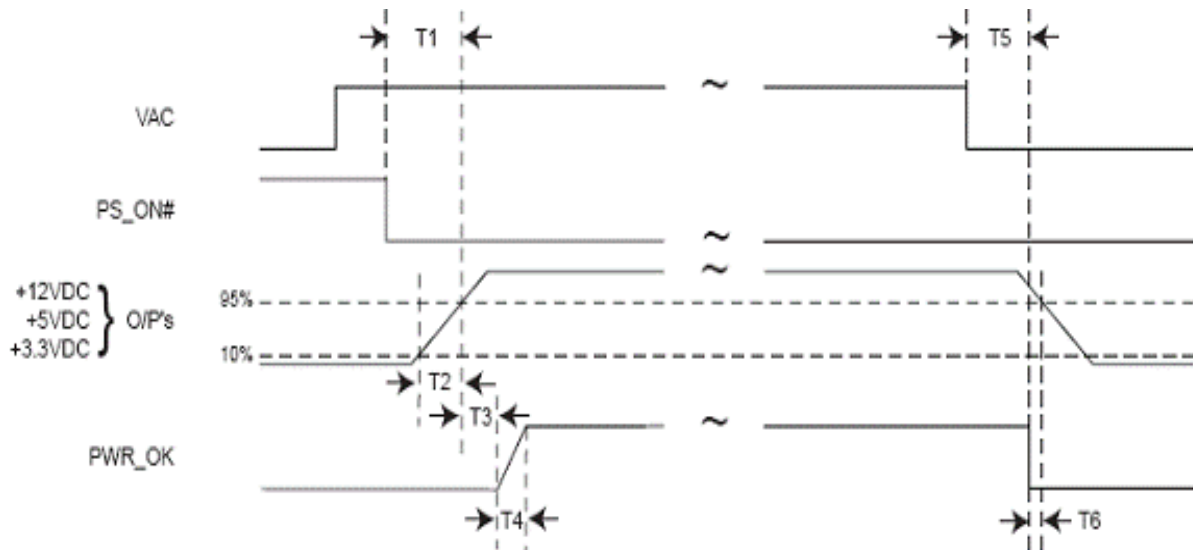 T1
T5
VAC
PS_ON#
+12VDC
+5VDC
+3.3VDC
O/P's
95%
10%
T2
T3
PWR_OK
T4
T6